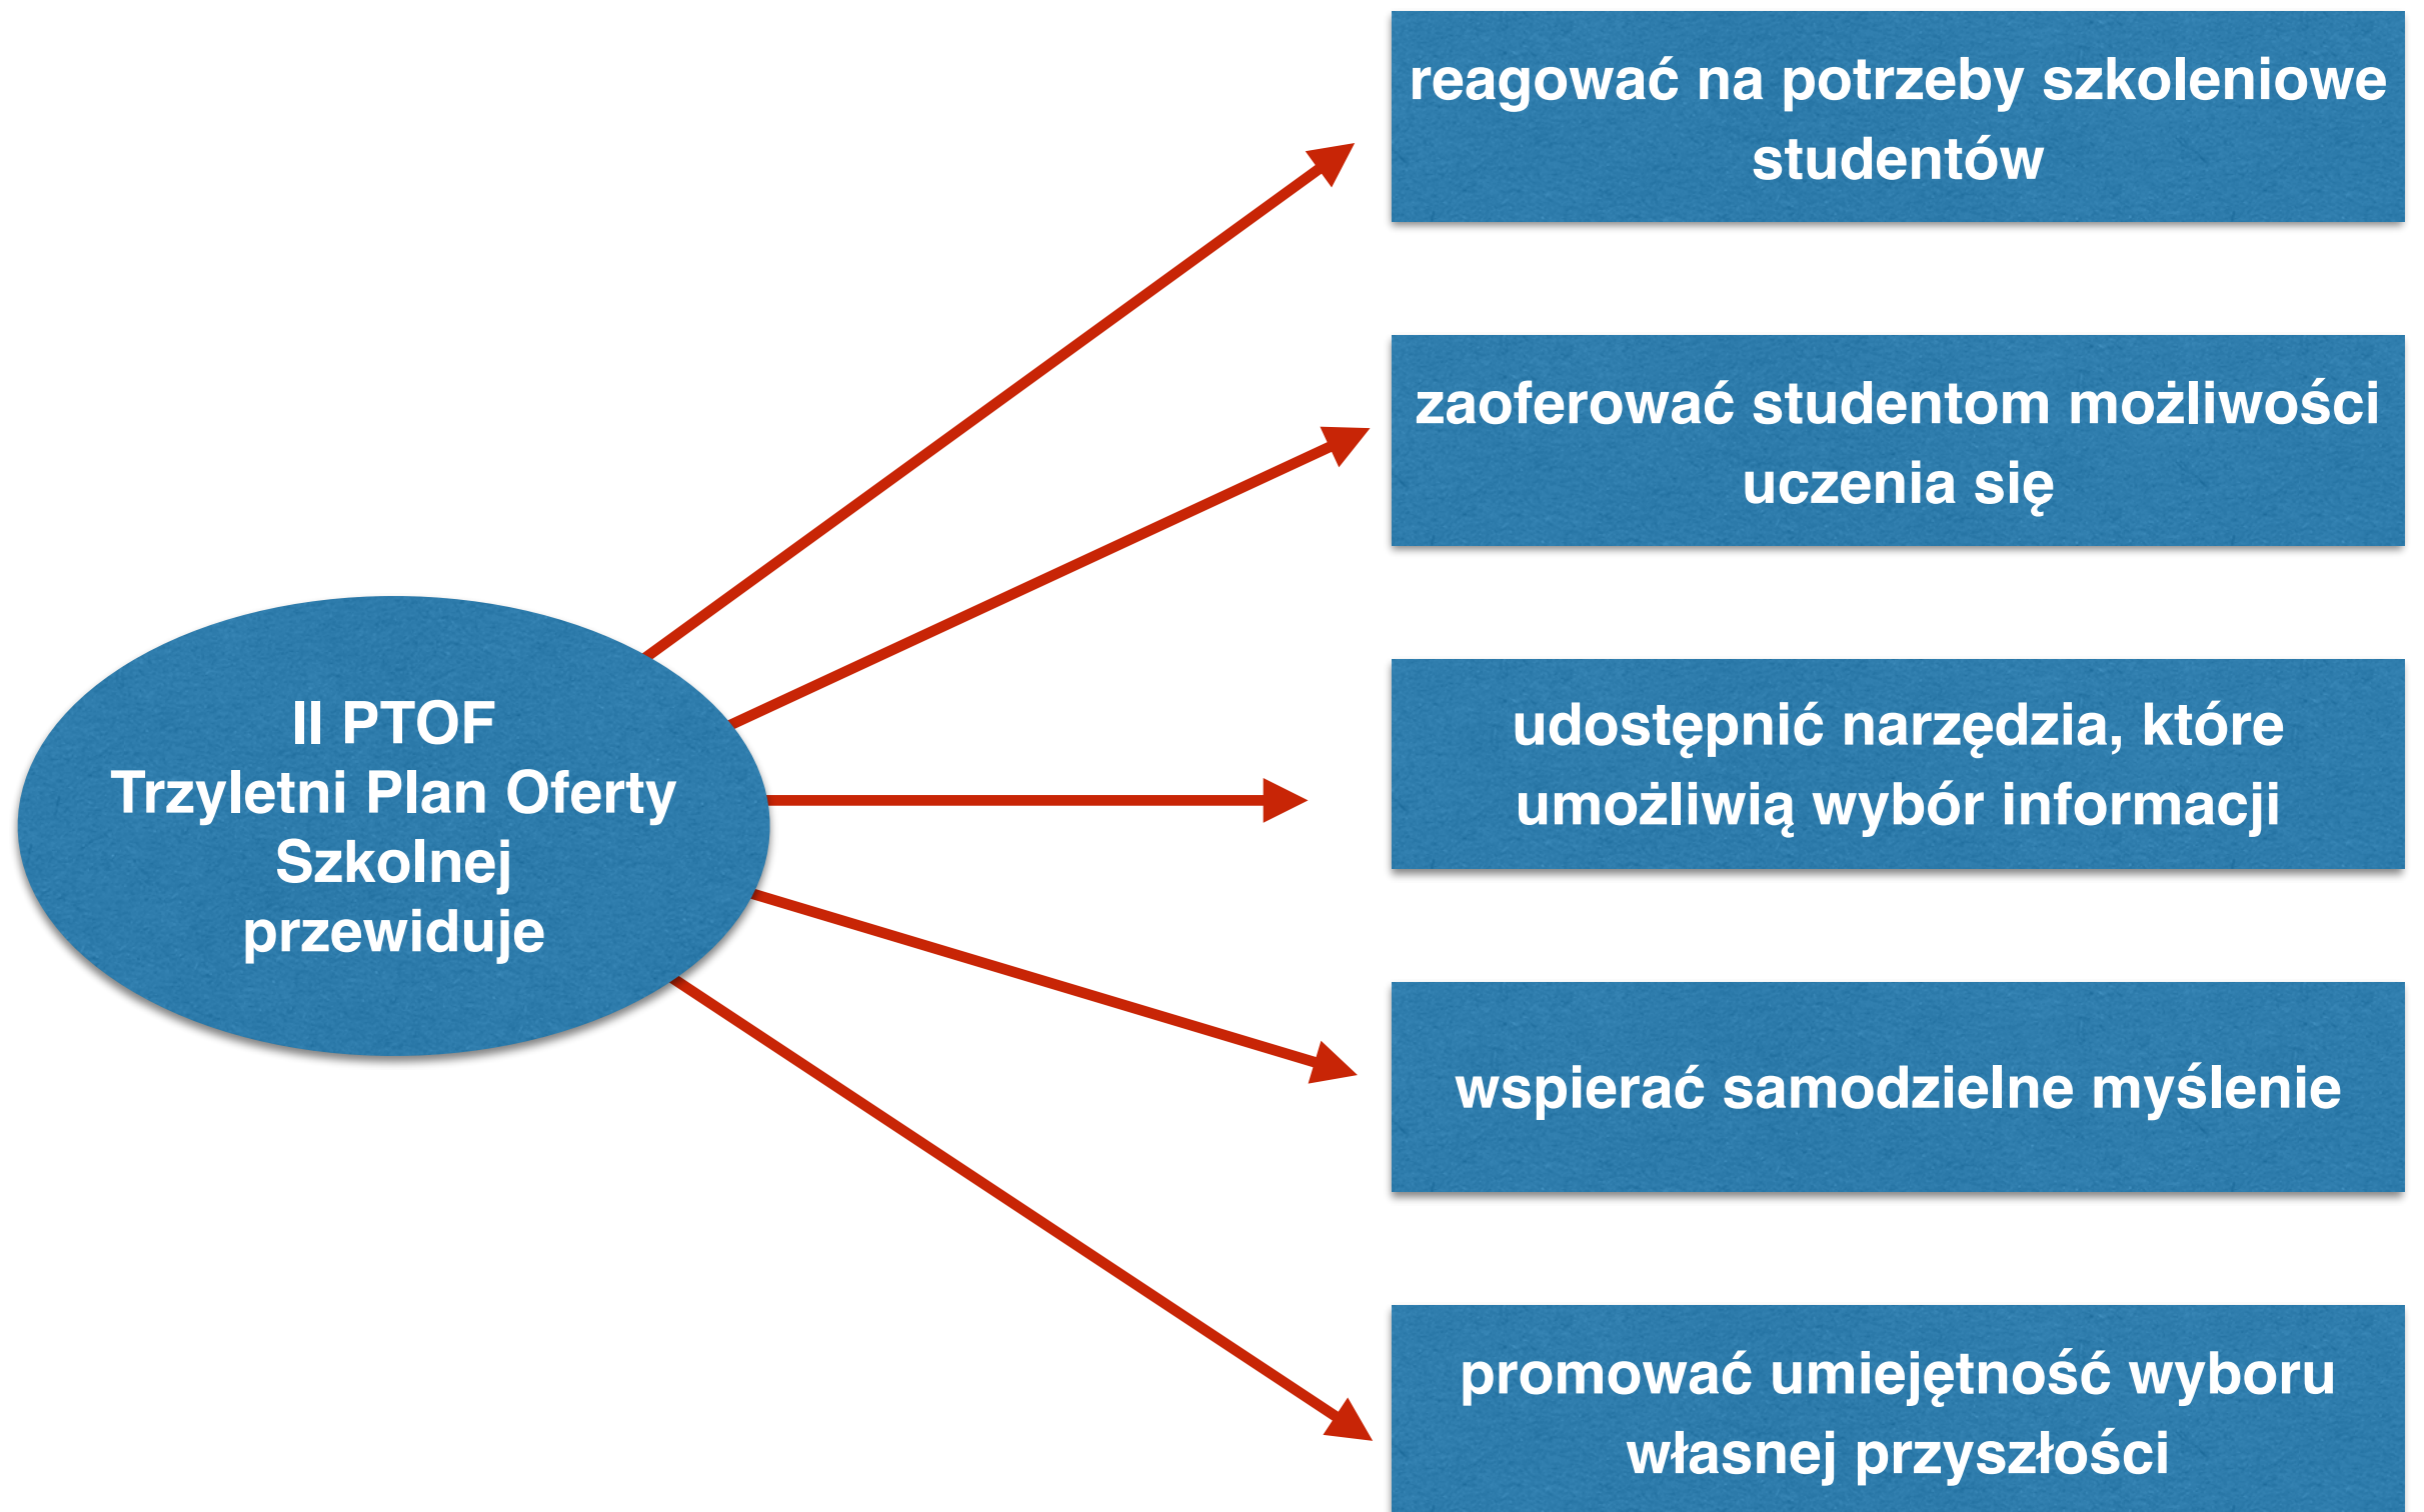 II PTOF
Trzyletni Plan Oferty
Szkolnej
przewiduje
reagować na potrzeby szkoleniowe
studentów
zaoferować studentom możliwości
uczenia się
udostępnić narzędzia, które
umożliwią wybór informacji
wspierać samodzielne myślenie
promować umiejętność wyboru
własnej przyszłości